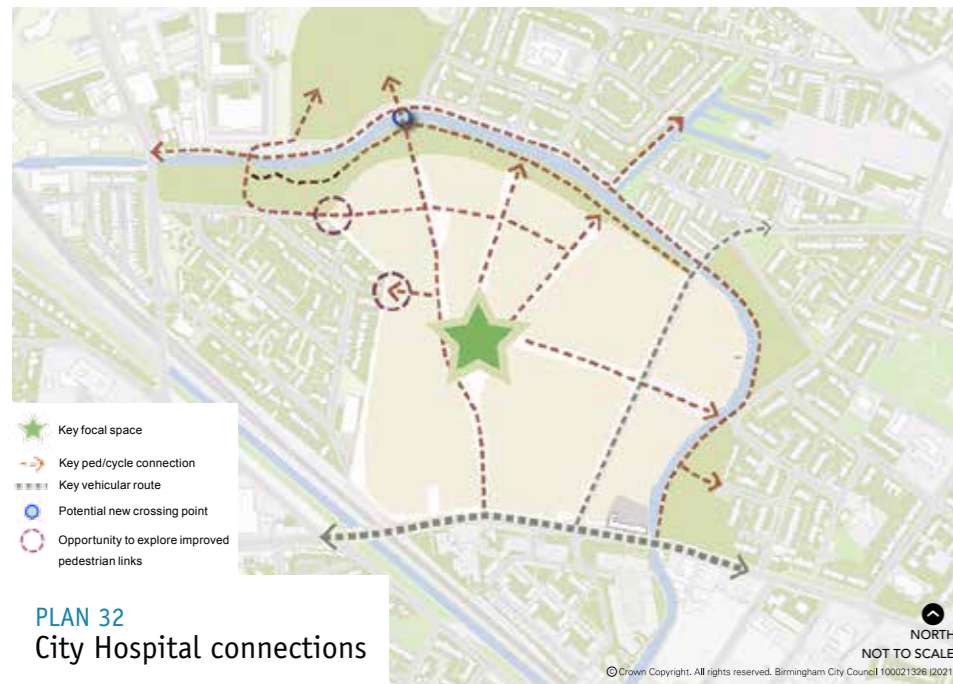 Key focal space
Key ped/cycle connection
Key vehicular route
Potential new crossing point
Opportunity to explore improved
pedestrian links
PLAN 32
City Hospital connections
NORTH
NOT TO SCALE
© Crown Copyright. All rights reserved. Birmingham City Council 100021326 (2021